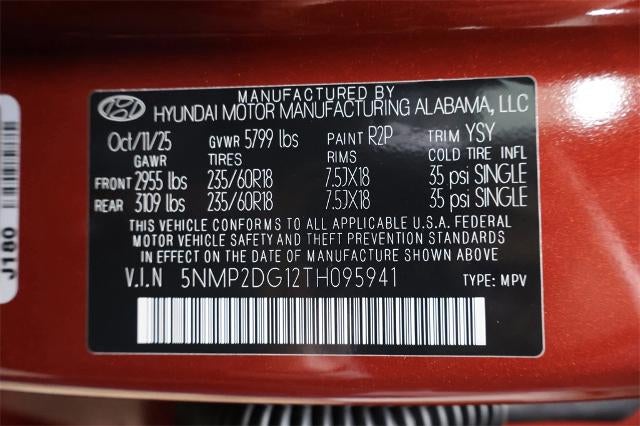 MANUFACTURED BY
HYUNDAI MOTOR MANUFACTURING ALABAMA, LLC
Oct/11/25 GVWR 5799 lbs PAINT R2P TRIM YSY
GAWR TIRES RIMS COLD TIRE INFL
FRONT 2955 lbs 235/60R18 7.5JX18 35 psi SINGLE
REAR 3109 lbs 235/60R18 7.5JX18 35 psi SINGLE
THIS VEHICLE CONFORMS TO ALL APPLICABLE U.S.A. FEDERAL
MOTOR VEHICLE SAFETY AND THEFT PREVENTION STANDARDS
IN EFFECT ON THE DATE OF MANUFACTURE SHOWN ABOVE
V.I.N 5NMP2DG12TH095941 TYPE: MPV
J180